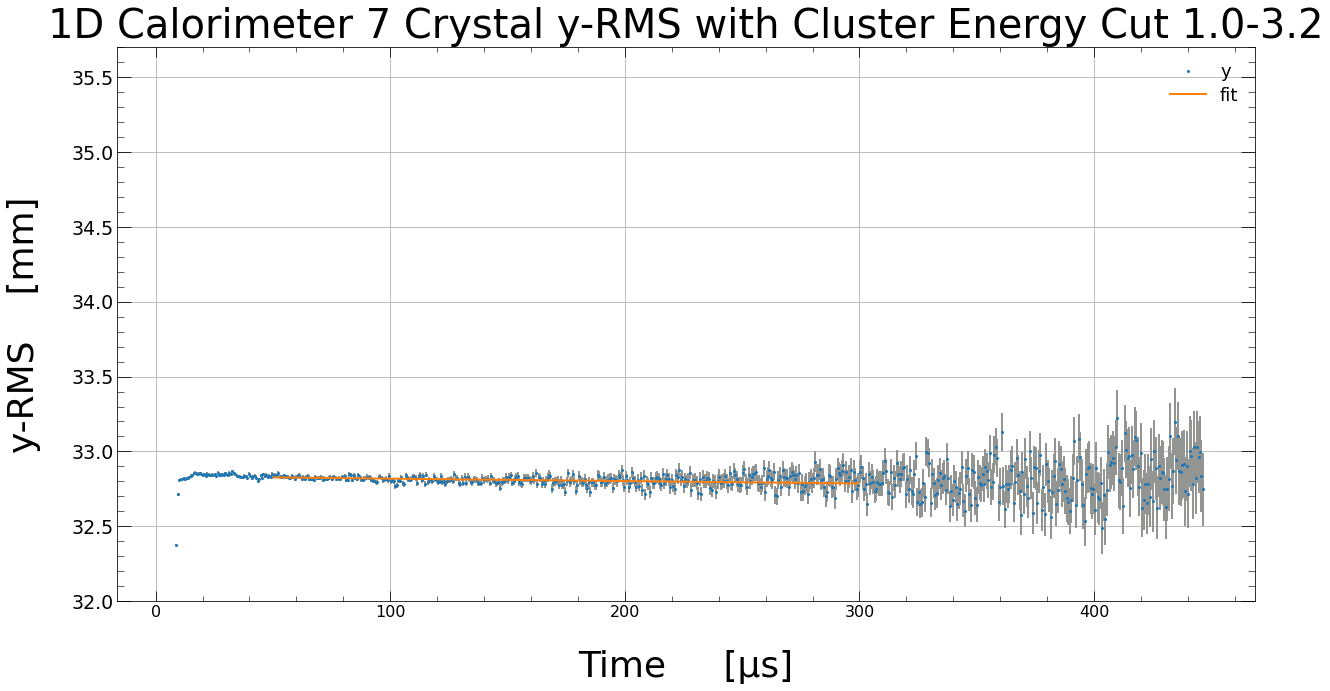 1D Calorimeter 7 Crystal y-RMS with Cluster Energy Cut 1.0-3.2
y
fit
35.5
35.0
34.5
34.0
33.5
33.0
32.5
32.0
y-RMS [mm]
0 100 200 300 400
Time [μs]